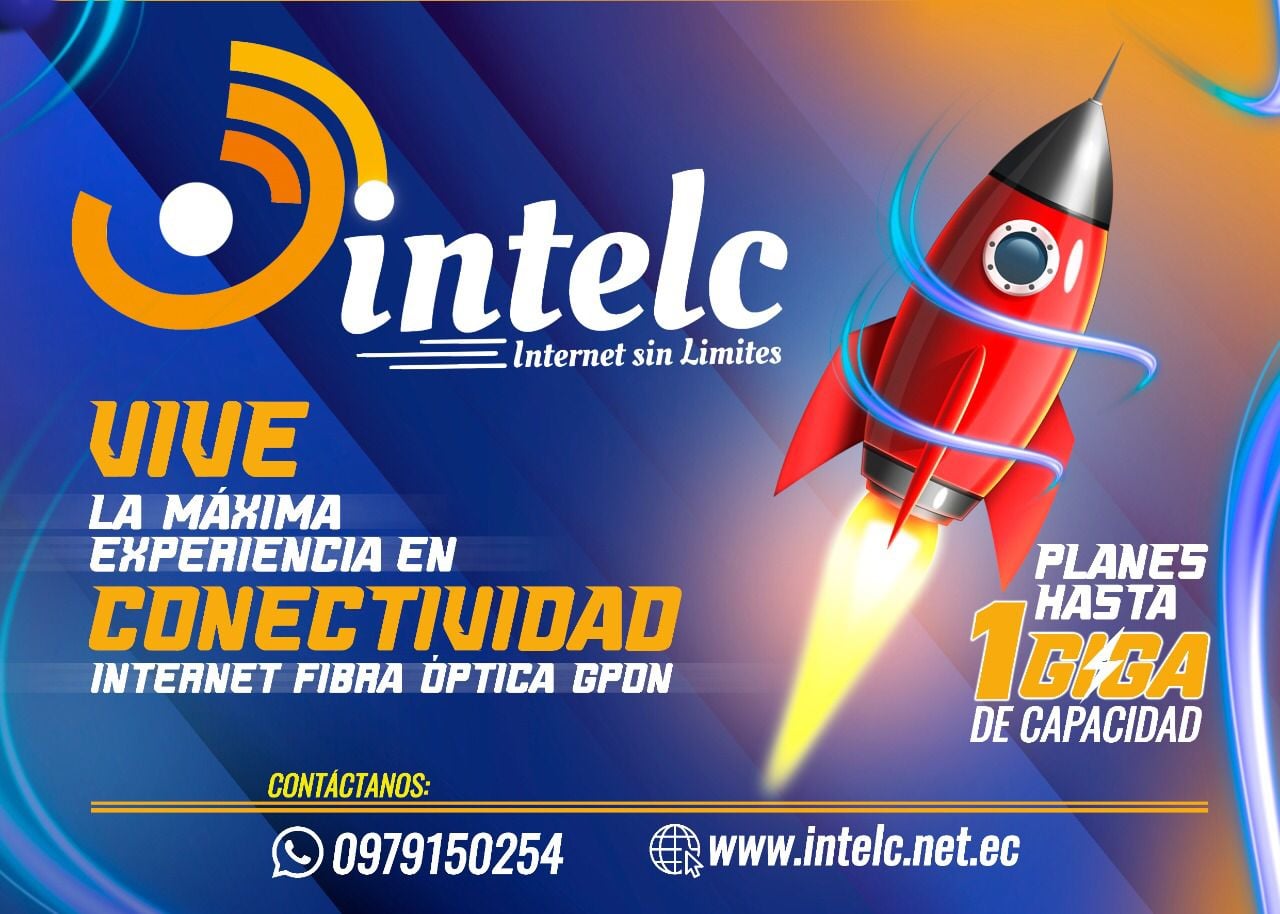 intelc
Internet sin Limites
VIVE
LA MÁXIMA
EXPERIENCIA EN
CONECTIVIDAD
INTERNET FIBRA ÓPTICA GPON
PLANES
HASTA
1 GIGA
DE CAPACIDAD
CONTÁCTANOS:
0979150254
www.intelc.net.ec